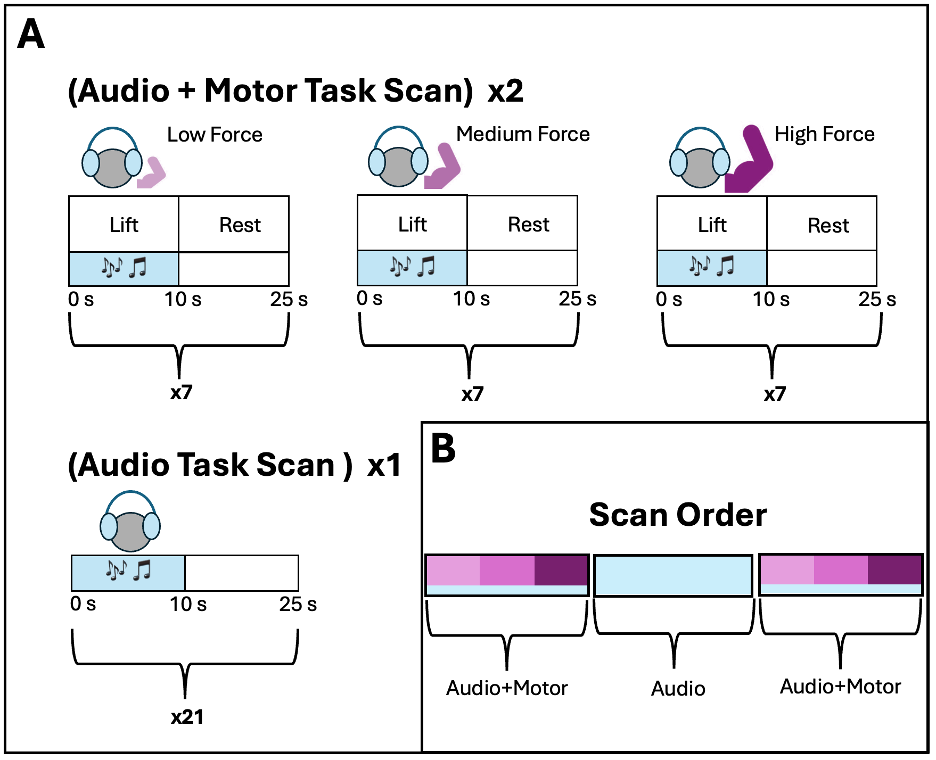 A
(Audio + Motor Task Scan) x2
Low Force
Medium Force
High Force
Lift
Rest
Lift
Rest
Lift
Rest
0 s
10 s
25 s
0 s
10 s
25 s
0 s
10 s
25 s
x7
x7
x7
(Audio Task Scan ) x1
0 s
10 s
25 s
x21
B
Scan Order
Audio+Motor
Audio
Audio+Motor